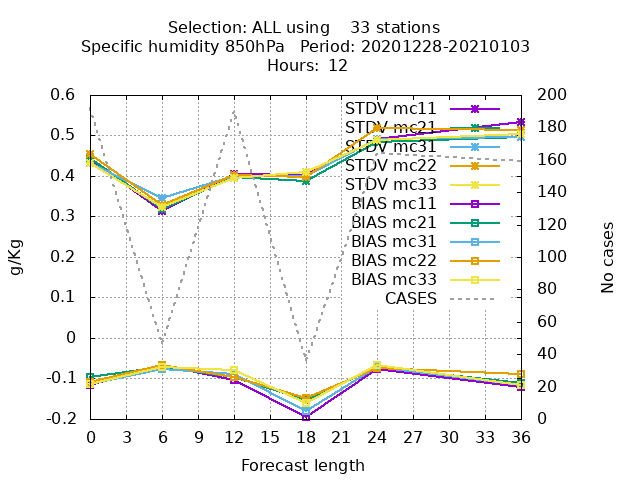 Selection: ALL using 33 stations
Specific humidity 850hPa Period: 20201228-20210103
Hours: 12
0.6
0.5
0.4
0.3
0.2
0.1
0
-0.1
-0.2
g/Kg
STDV mc11
STDV mc21
STDV mc31
STDV mc22
STDV mc33
BIAS mc11
BIAS mc21
BIAS mc31
BIAS mc22
BIAS mc33
CASES
200
180
160
140
120
100
80
60
40
20
0
No cases
0 3 6 9 12 15 18 21 24 27 30 33 36
Forecast length